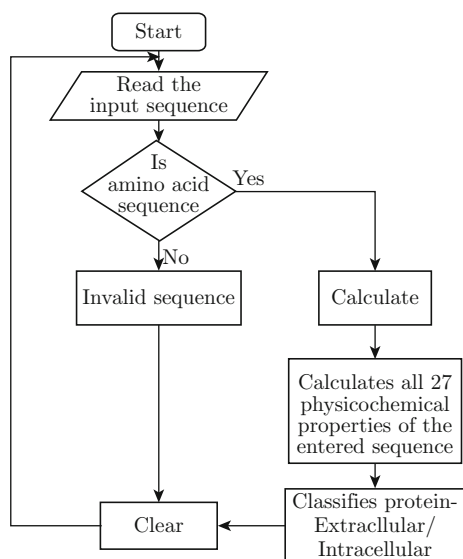 Start
Read the
input sequence
Is
amino acid
sequence
Yes
No
Invalid sequence
Calculate
Calculates all 27
physicochemical
properties of the
entered sequence
Classifies protein-
Extracllular/
Intracellular
Clear